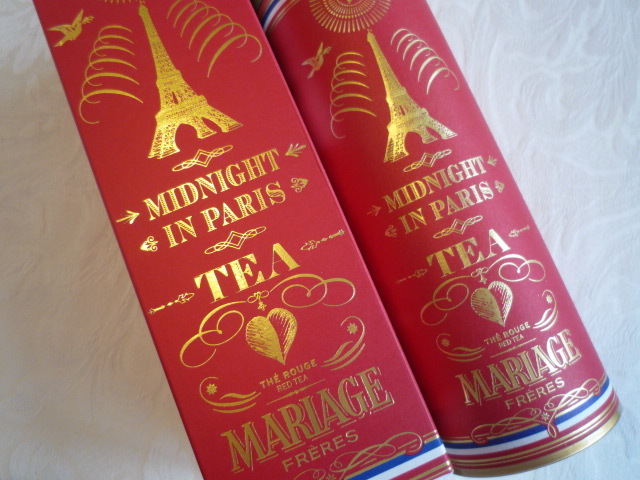 MIDNIGHT
IN PARIS
TEA
THÉ ROUGE
RED TEA
MARIAGE
FRÈRES
MIDNIGHT
IN PARIS
TEA
THÉ ROUGE
RED TEA
MARIAGE
FRÈRES